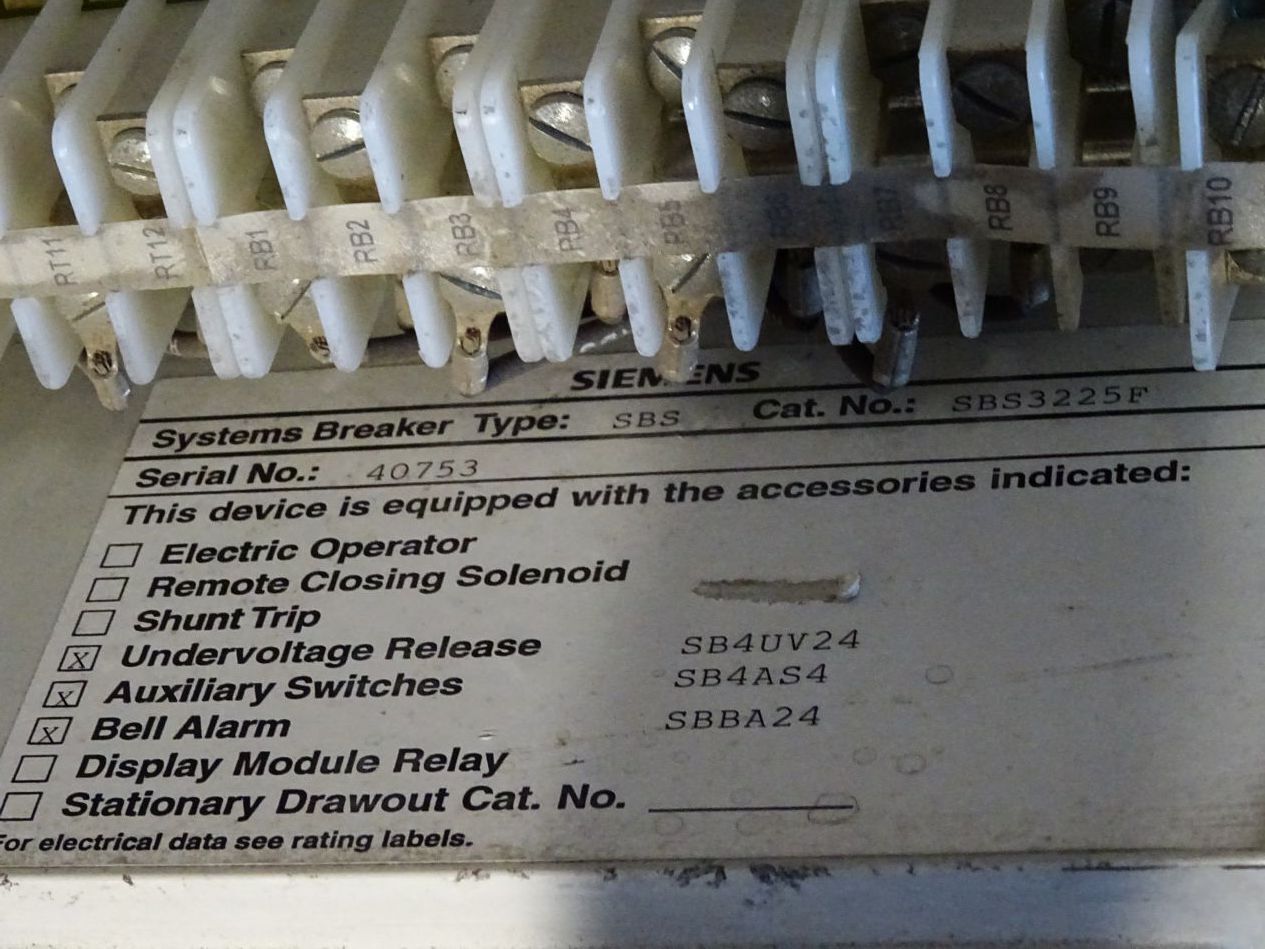 RT11 RT12 RB1 RB2 RB3 RB4 RB5 RB6 RB7 RB8 RB9 RB10
SIEMENS
Systems Breaker Type: SBS Cat. No.: SBS3225F
Serial No.: 40753
This device is equipped with the accessories indicated:
Electric Operator
Remote Closing Solenoid
Shunt Trip
x Undervoltage Release SB4UV24
x Auxiliary Switches SB4AS4
x Bell Alarm SBBA24
Display Module Relay
Stationary Drawout Cat. No.
For electrical data see rating labels.